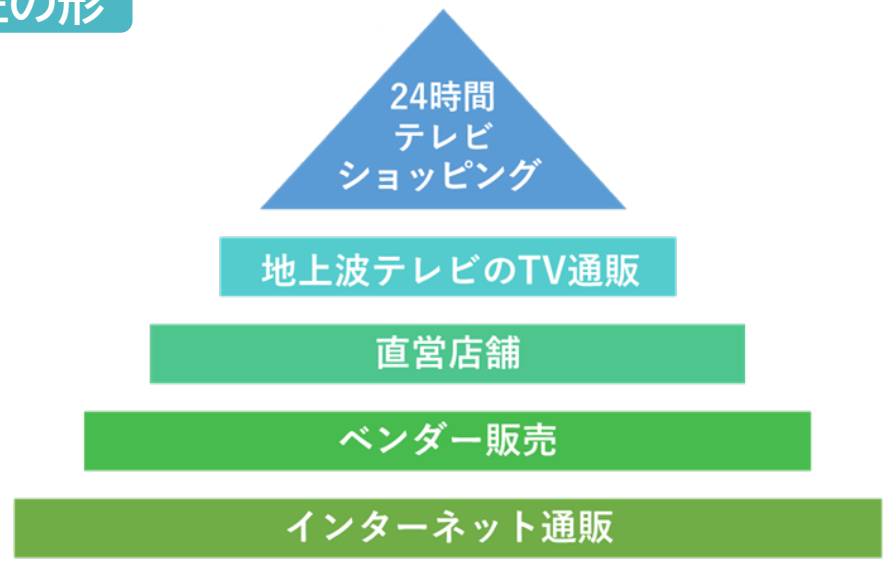 の形
24時間
テレビ
ショッピング
地上波テレビのTV通販
直営店舗
ベンダー販売
インターネット通販